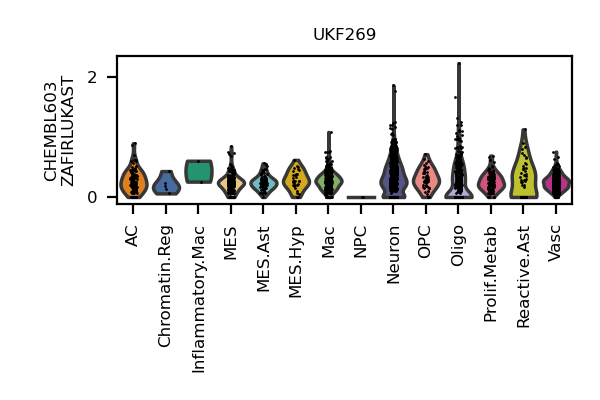 UKF269
CHEMBL603
ZAFIRLUKAST
2
0
AC
Chromatin.Reg
Inflammatory.Mac
MES
MES.Ast
MES.Hyp
Mac
NPC
Neuron
OPC
Oligo
Prolif.Metab
Reactive.Ast
Vasc